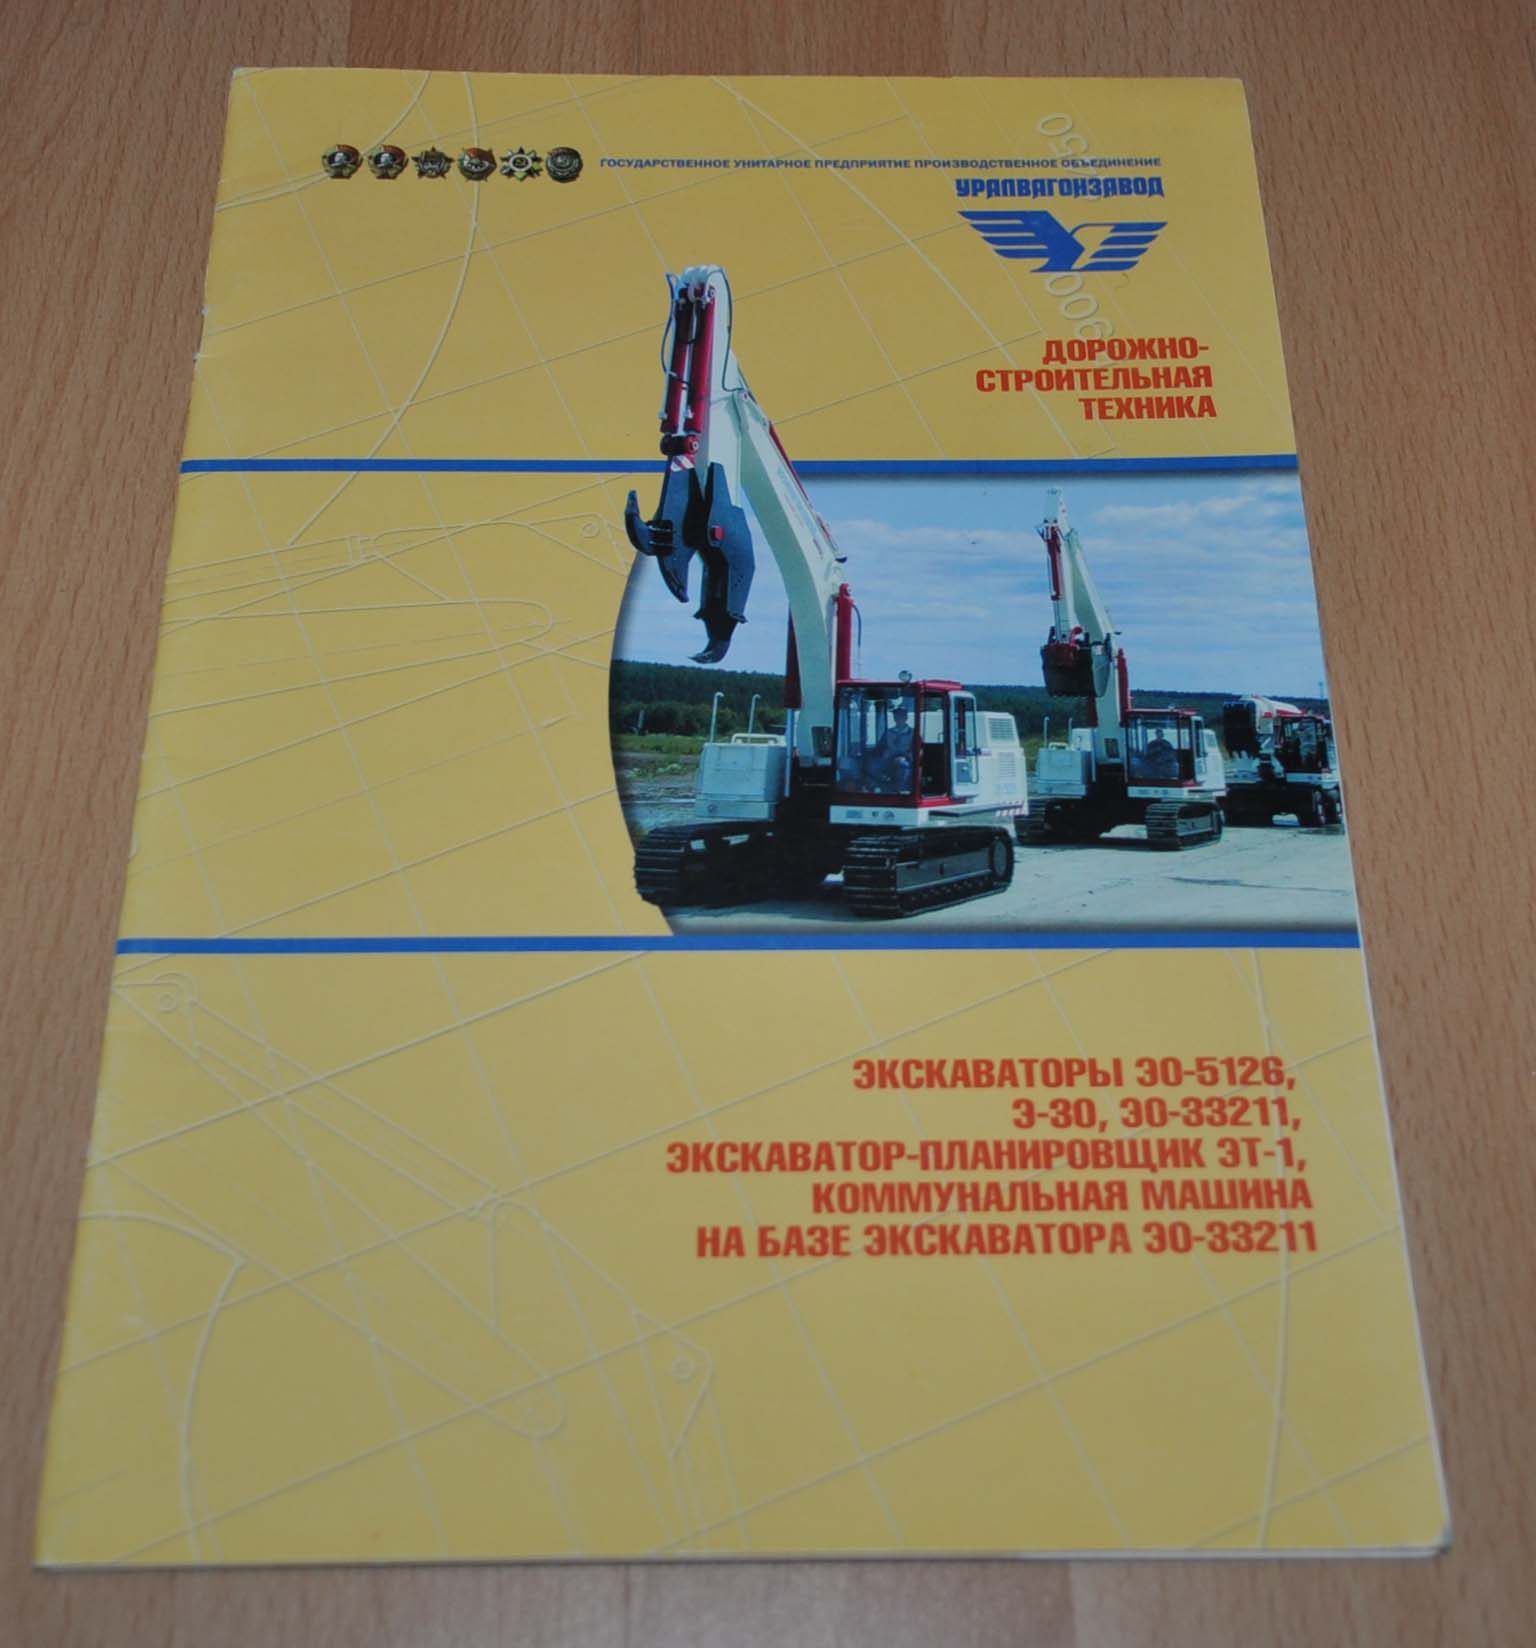 ГОСУДАРСТВЕННОЕ УНИТАРНОЕ ПРЕДПРИЯТИЕ ПРОИЗВОДСТВЕННОЕ ОБЪЕДИНЕНИЕ
УРАЛВАГОНЗАВОД
ДОРОЖНО-
СТРОИТЕЛЬНАЯ
ТЕХНИКА
ЭКСКАВАТОРЫ ЭО-5126,
Э-30, ЭО-33211,
ЭКСКАВАТОР-ПЛАНИРОВЩИК ЭТ-1,
КОММУНАЛЬНАЯ МАШИНА
НА БАЗЕ ЭКСКАВАТОРА ЭО-33211